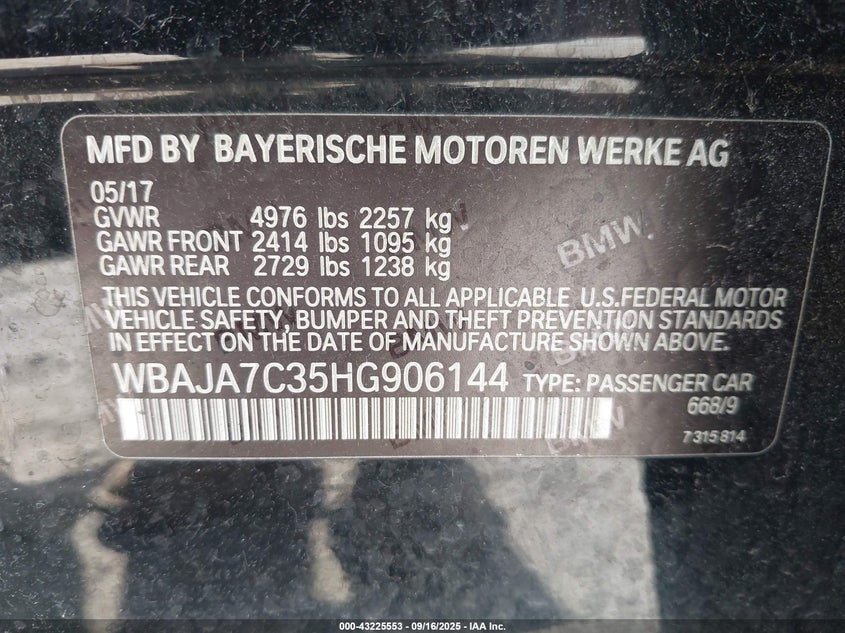 MFD BY BAYERISCHE MOTOREN WERKE AG
05/17
GVWR 4976 lbs 2257 kg
GAWR FRONT 2414 lbs 1095 kg
GAWR REAR 2729 lbs 1238 kg
BMW
THIS VEHICLE CONFORMS TO ALL APPLICABLE U.S.FEDERAL MOTOR
VEHICLE SAFETY, BUMPER AND THEFT PREVENTION STANDARDS
IN EFFECT ON THE DATE OF MANUFACTURE SHOWN ABOVE.
WBAJA7C35HG906144 TYPE: PASSENGER CAR
668/9
7 315 814
000-43225553 - 09/16/2025 - IAA Inc.